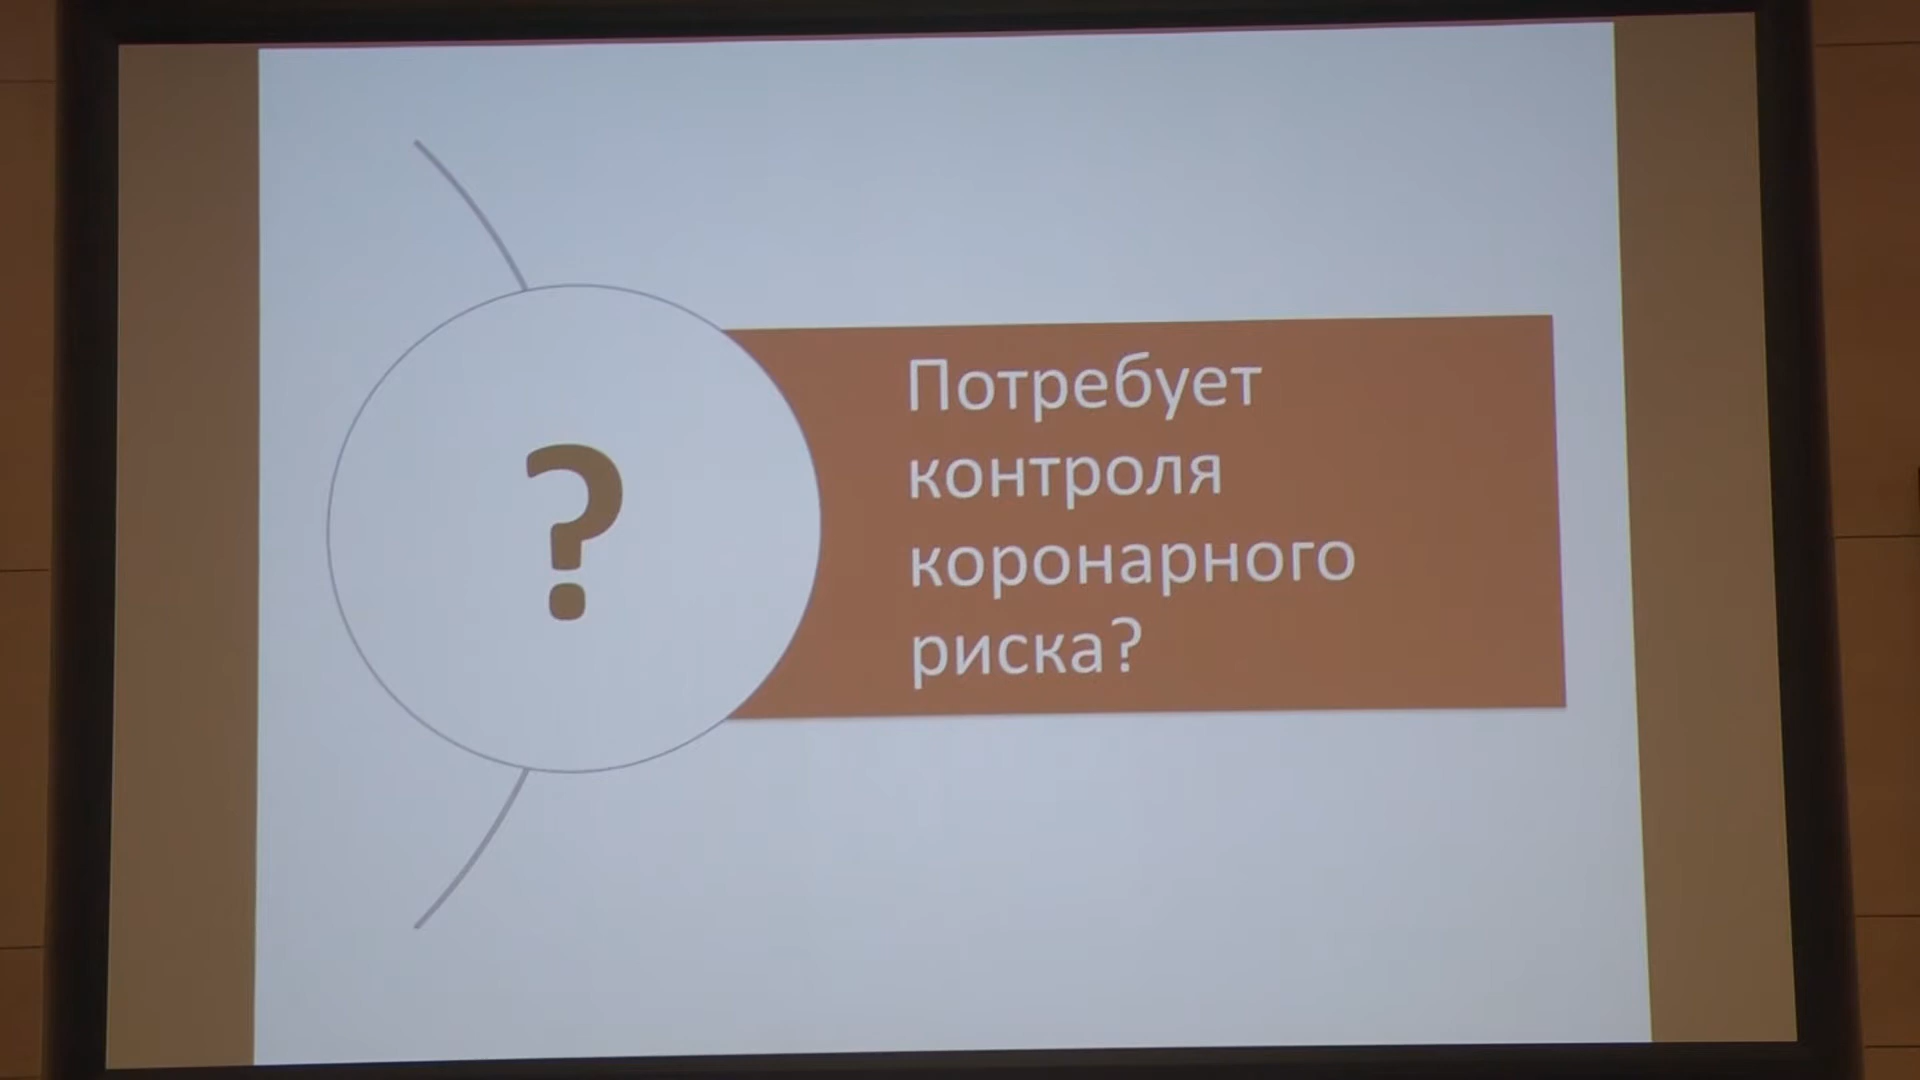 ?
Потребует
контроля
коронарного
риска?